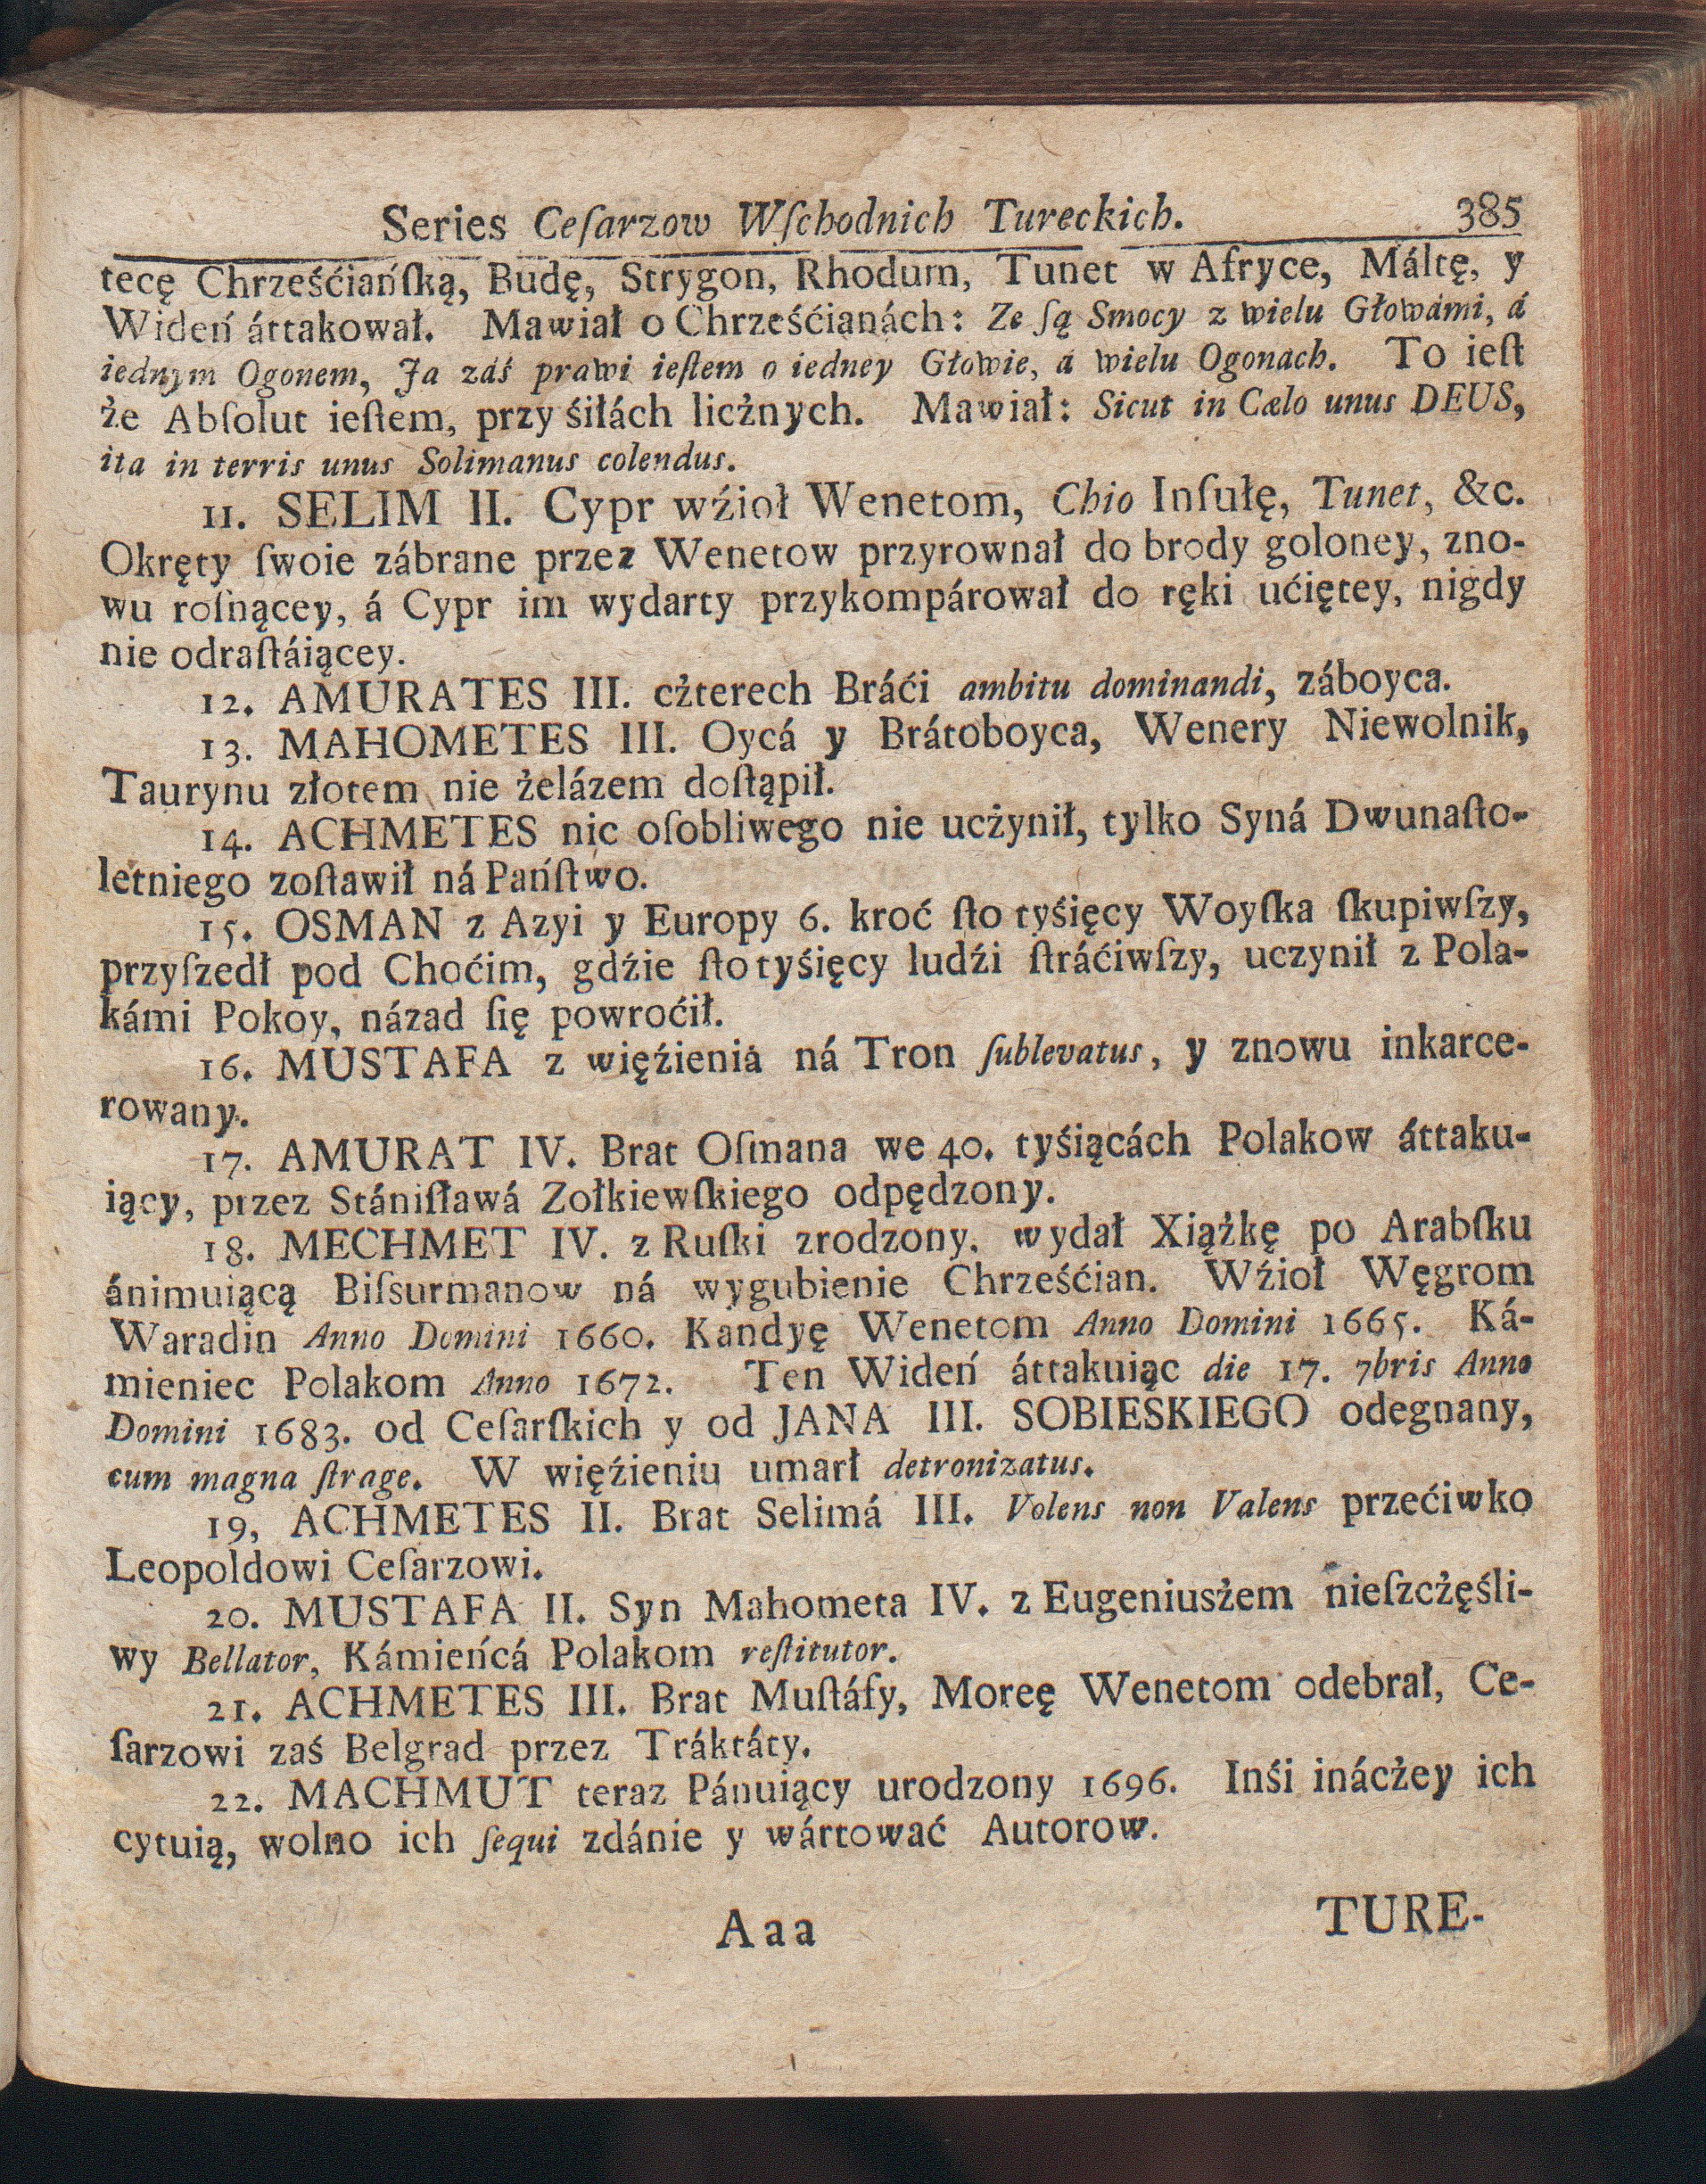 Series Ceſarzow Wſchodnich Tureckich. 385
tecę Chrześćiańſką, Budę, Strygon, Rhodum, Tunet w Afryce, Máltę, y
Wideń áttakował. Mawiał o Chrześćianách: Ze ſą Smocy z wielu Głowámi, á
iednym Ogonem, Ja záś prawi ieſtem o iedney Głowie, á wielu Ogonach. To ieſt
że Abſolut ieſtem, przy śiłách licżnych. Mawiał: Sicut in Cælo unus DEUS,
ita in terris unus Solimanus colendus.
11. SELIM II. Cypr wźioł Wenetom, Chio Inſułę, Tunet, &c.
Okręty ſwoie zábrane przez Wenetow przyrownał do brody goloney, zno-
wu roſnącey, á Cypr im wydarty przykompárował do ręki ućiętey, nigdy
nie odraſtáiącey.
12. AMURATES III. cżterech Bráći ambitu dominandi, záboyca.
13. MAHOMETES III. Oycá y Brátoboyca, Wenery Niewolnik,
Taurynu złotem nie żelázem doſtąpił.
14. ACHMETES nic oſobliwego nie ucżynił, tylko Syná Dwunaſto-
letniego zoſtawił ná Pańſtwo.
15. OSMAN z Azyi y Europy 6. kroć ſto tyśięcy Woyſka ſkupiwſzy,
przyſzedł pod Choćim, gdźie ſto tyśięcy ludźi ſtráćiwſzy, uczynił z Pola-
kámi Pokoy, názad ſię powroćił.
16. MUSTAFA z więźienia ná Tron ſublevatus, y znowu inkarce-
rowany.
17. AMURAT IV. Brat Oſmana we 40. tyśiącách Polakow áttaku-
iący, przez Stániſławá Zołkiewſkiego odpędzony.
18. MECHMET IV. z Ruſki zrodzony, wydał Xiążkę po Arabſku
ánimuiącą Biſsurmanow ná wygubienie Chrześćian. Wźioł Węgrom
Waradin Anno Domini 1660. Kandyę Wenetom Anno Domini 1665. Ká-
mieniec Polakom Anno 1672. Ten Wideń áttakuiąc die 17. 7bris Anno
Domini 1683. od Ceſarſkich y od JANA III. SOBIESKIEGO odegnany,
cum magna ſtrage. W więźieniu umarł detronizatus.
19, ACHMETES II. Brat Selimá III. Volens non Valens przećiwko
Leopoldowi Ceſarzowi.
20. MUSTAFA II. Syn Mahometa IV. z Eugeniusżem nieſzcżęśli-
wy Bellator, Kámieńcá Polakom reſtitutor.
21. ACHMETES III. Brat Muſtáfy, Moreę Wenetom odebrał, Ce-
ſarzowi zaś Belgrad przez Tráktáty.
22. MACHMUT teraz Pánuiący urodzony 1696. Inśi inácżey ich
cytuią, wolno ich ſequi zdánie y wártować Autorow.
Aaa TURE-